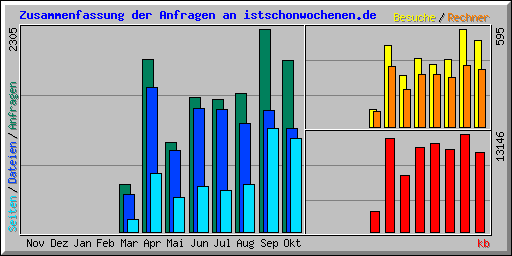 Zusammenfassung der Anfragen an istschonwochenen.de
Besuche / Rechner
2305
Seiten / Dateien / Anfragen
595
13146
Nov Dez Jan Feb Mar Apr Mai Jun Jul Aug Sep Okt
kb